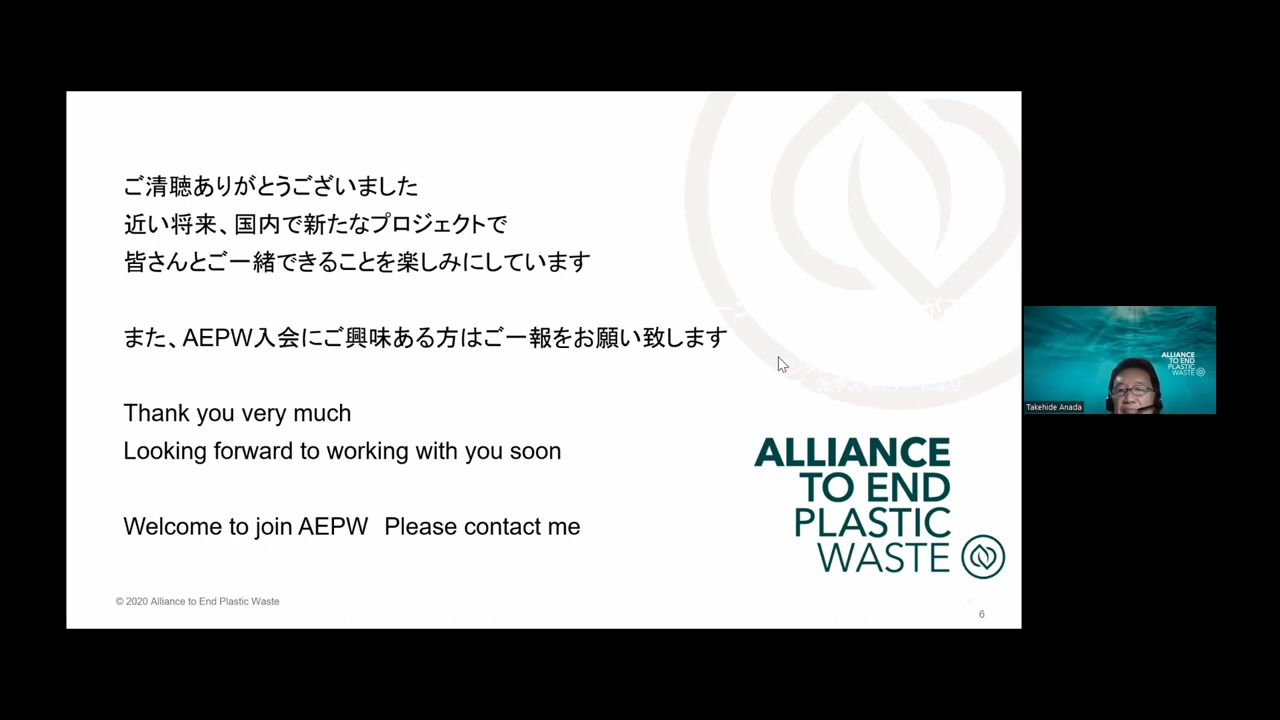 ご清聴ありがとうございました
近い将来、国内で新たなプロジェクトで
皆さんとご一緒できることを楽しみにしています
また、AEPW入会にご興味ある方はご一報をお願い致します
Thank you very much
Looking forward to working with you soon
Welcome to join AEPW　Please contact me
ALLIANCE
TO END
PLASTIC
WASTE
© 2020 Alliance to End Plastic Waste
6
ALLIANCE
TO END
PLASTIC
WASTE
Takehide Anada